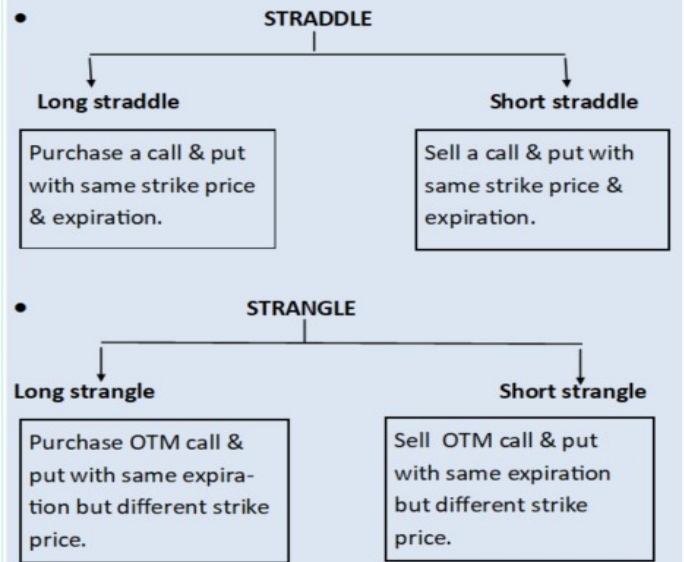 • STRADDLE
Long straddle
Short straddle
Purchase a call & put
with same strike price
& expiration.
Sell a call & put with
same strike price &
expiration.
• STRANGLE
Long strangle
Short strangle
Purchase OTM call &
put with same expira-
tion but different strike
price.
Sell OTM call & put
with same expiration
but different strike
price.